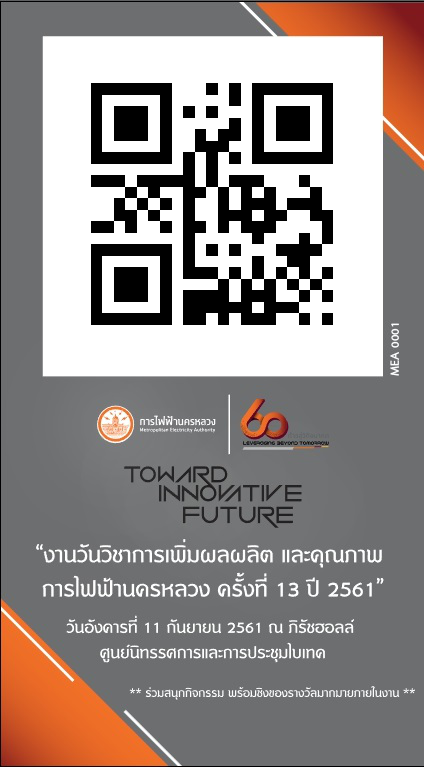 MEA 0001
การไฟฟ้านครหลวง
Metropolitan Electricity Authority
60
LEVERAGING BEYOND TOMORROW
TOWARD
INNOVATIVE
FUTURE
“งานวันวิชาการเพิ่มผลผลิต และคุณภาพ
การไฟฟ้านครหลวง ครั้งที่ 13 ปี 2561”
วันอังคารที่ 11 กันยายน 2561 ณ ภิรัชฮอลล์
ศูนย์นิทรรศการและการประชุมไบเทค
** ร่วมสนุกกิจกรรม พร้อมชิงของรางวัลมากมายภายในงาน **